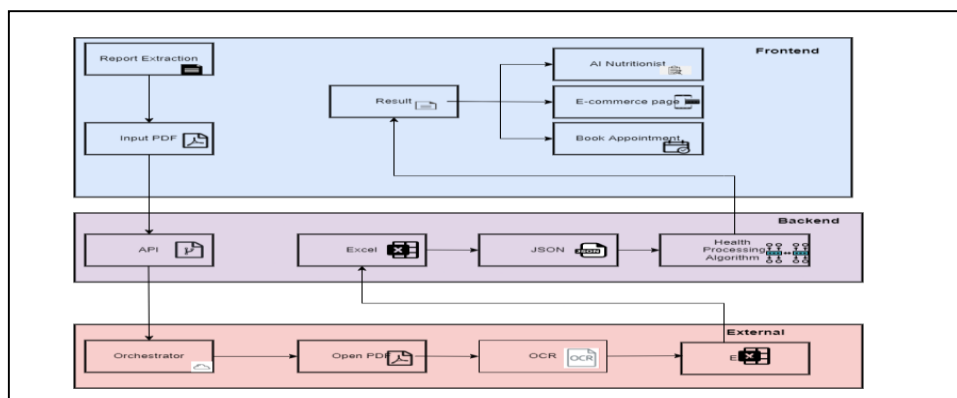 Frontend
Report Extraction
AI Nutritionist
Result
E-commerce page
Input PDF
Book Appointment
Backend
API
Excel
JSON
JSON
Health
Processing
Algorithm
External
Orchestrator
Open PDF
OCR
OCR